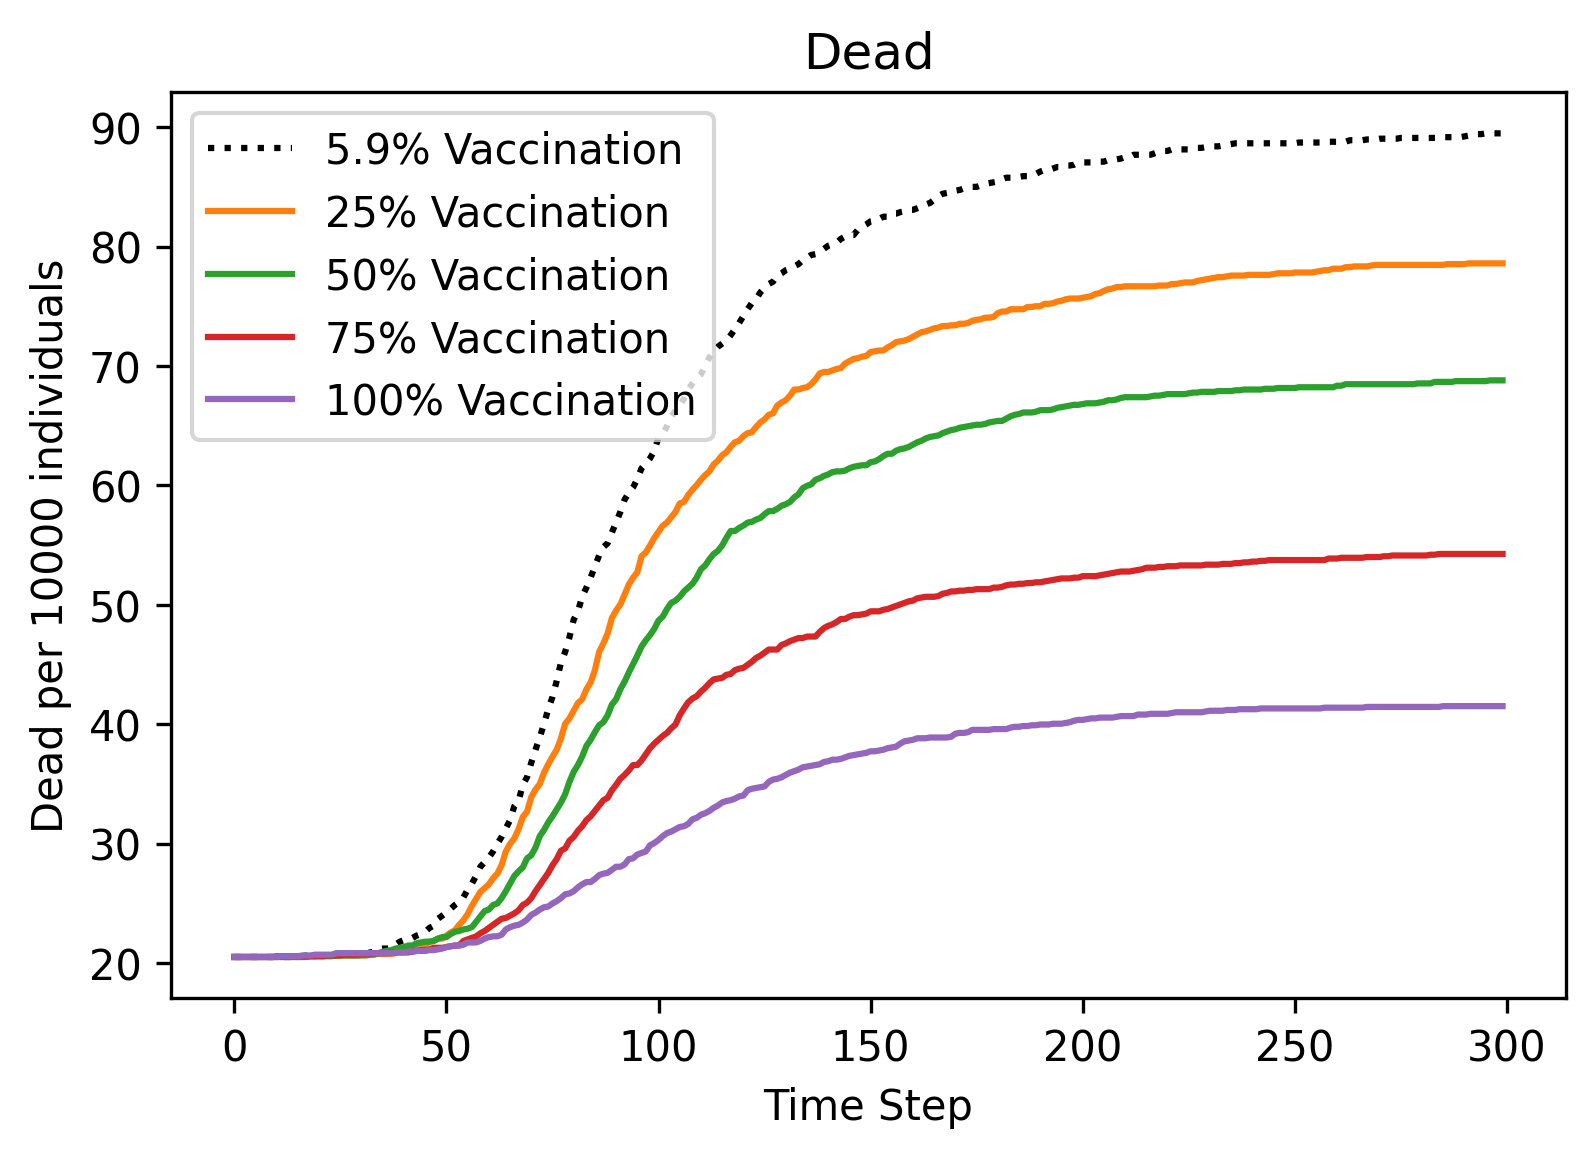 Dead
90
80
70
60
50
40
30
20
Dead per 10000 individuals
5.9% Vaccination
25% Vaccination
50% Vaccination
75% Vaccination
100% Vaccination
0 50 100 150 200 250 300
Time Step